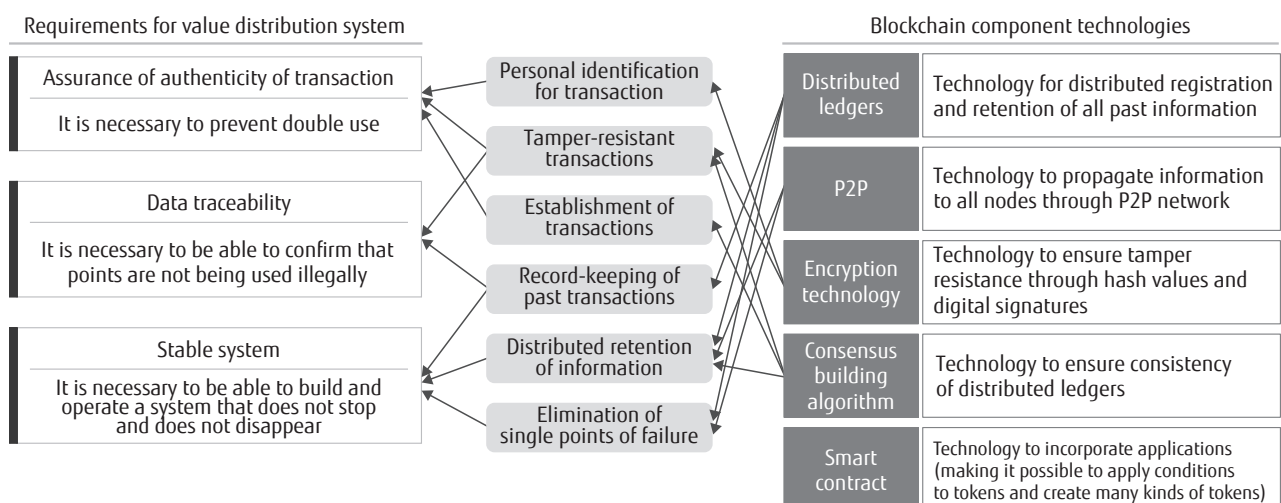 Requirements for value distribution system
Assurance of authenticity of transaction
It is necessary to prevent double use
Data traceability
It is necessary to be able to confirm that
points are not being used illegally
Stable system
It is necessary to be able to build and
operate a system that does not stop
and does not disappear
Personal identification
for transaction
Tamper-resistant
transactions
Establishment of
transactions
Record-keeping of
past transactions
Distributed retention
of information
Elimination of
single points of failure
Blockchain component technologies
Distributed
ledgers
Technology for distributed registration
and retention of all past information
P2P
Technology to propagate information
to all nodes through P2P network
Encryption
technology
Technology to ensure tamper
resistance through hash values and
digital signatures
Consensus
building
algorithm
Technology to ensure consistency
of distributed ledgers
Smart
contract
Technology to incorporate applications
(making it possible to apply conditions
to tokens and create many kinds of tokens)